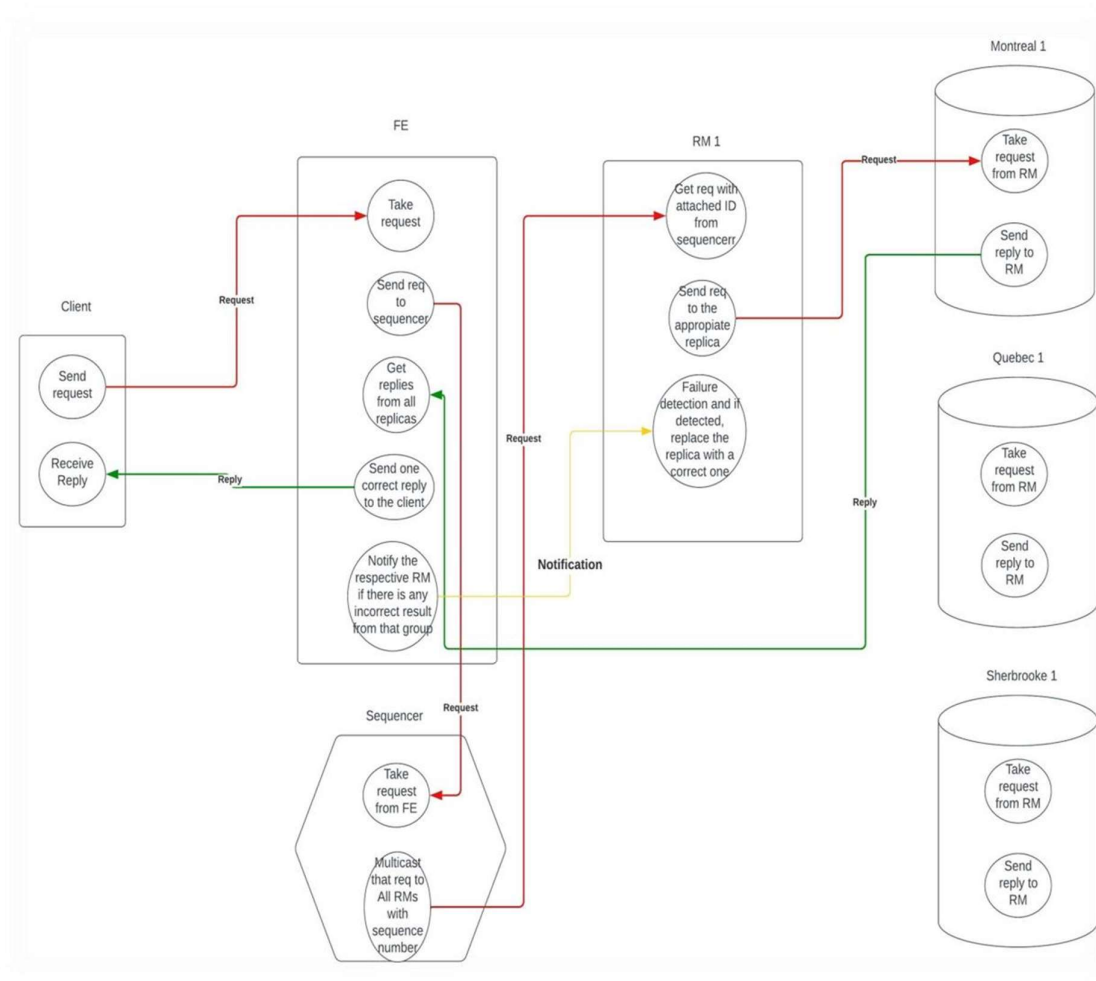 Client
Send
request
Receive
Reply
Request
Reply
FE
Take
request
Send req
to
sequencer
Get
replies
from all
replicas
Send one
correct reply
to the client
Notify the
respective RM
if there is any
incorrect result
from that group
Request
Sequencer
Take
request
from FE
Multicast
that req to
All RMs
with
sequence
number
Request
Notification
RM 1
Get req with
attached ID
from
sequencerr
Send req
to the
appropiate
replica
Failure
detection and if
detected,
replace the
replica with a
correct one
Request
Reply
Montreal 1
Take
request
from RM
Send
reply to
RM
Quebec 1
Take
request
from RM
Send
reply to
RM
Sherbrooke 1
Take
request
from RM
Send
reply to
RM